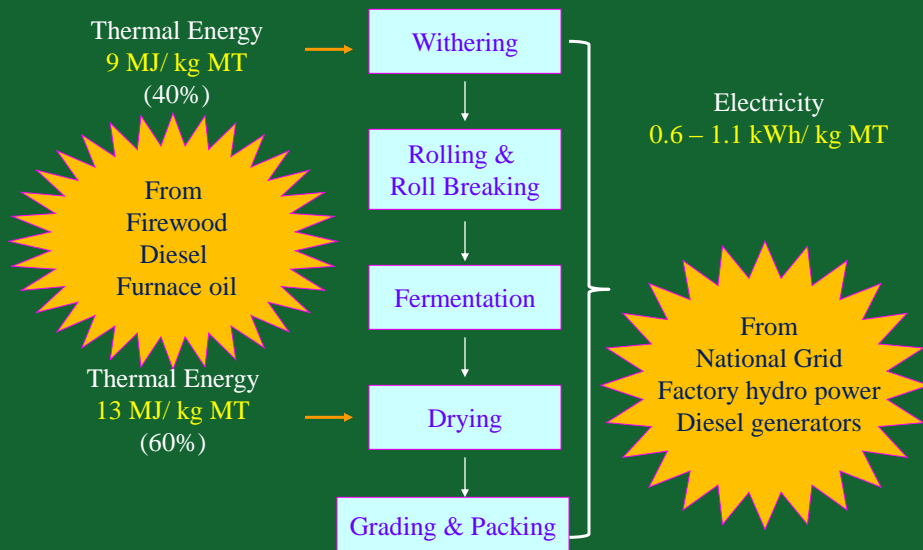 Thermal Energy
9 MJ/ kg MT
(40%)
Withering
Electricity
0.6 – 1.1 kWh/ kg MT
Rolling &
Roll Breaking
From
Firewood
Diesel
Furnace oil
Fermentation
From
National Grid
Factory hydro power
Diesel generators
Thermal Energy
13 MJ/ kg MT
(60%)
Drying
Grading & Packing